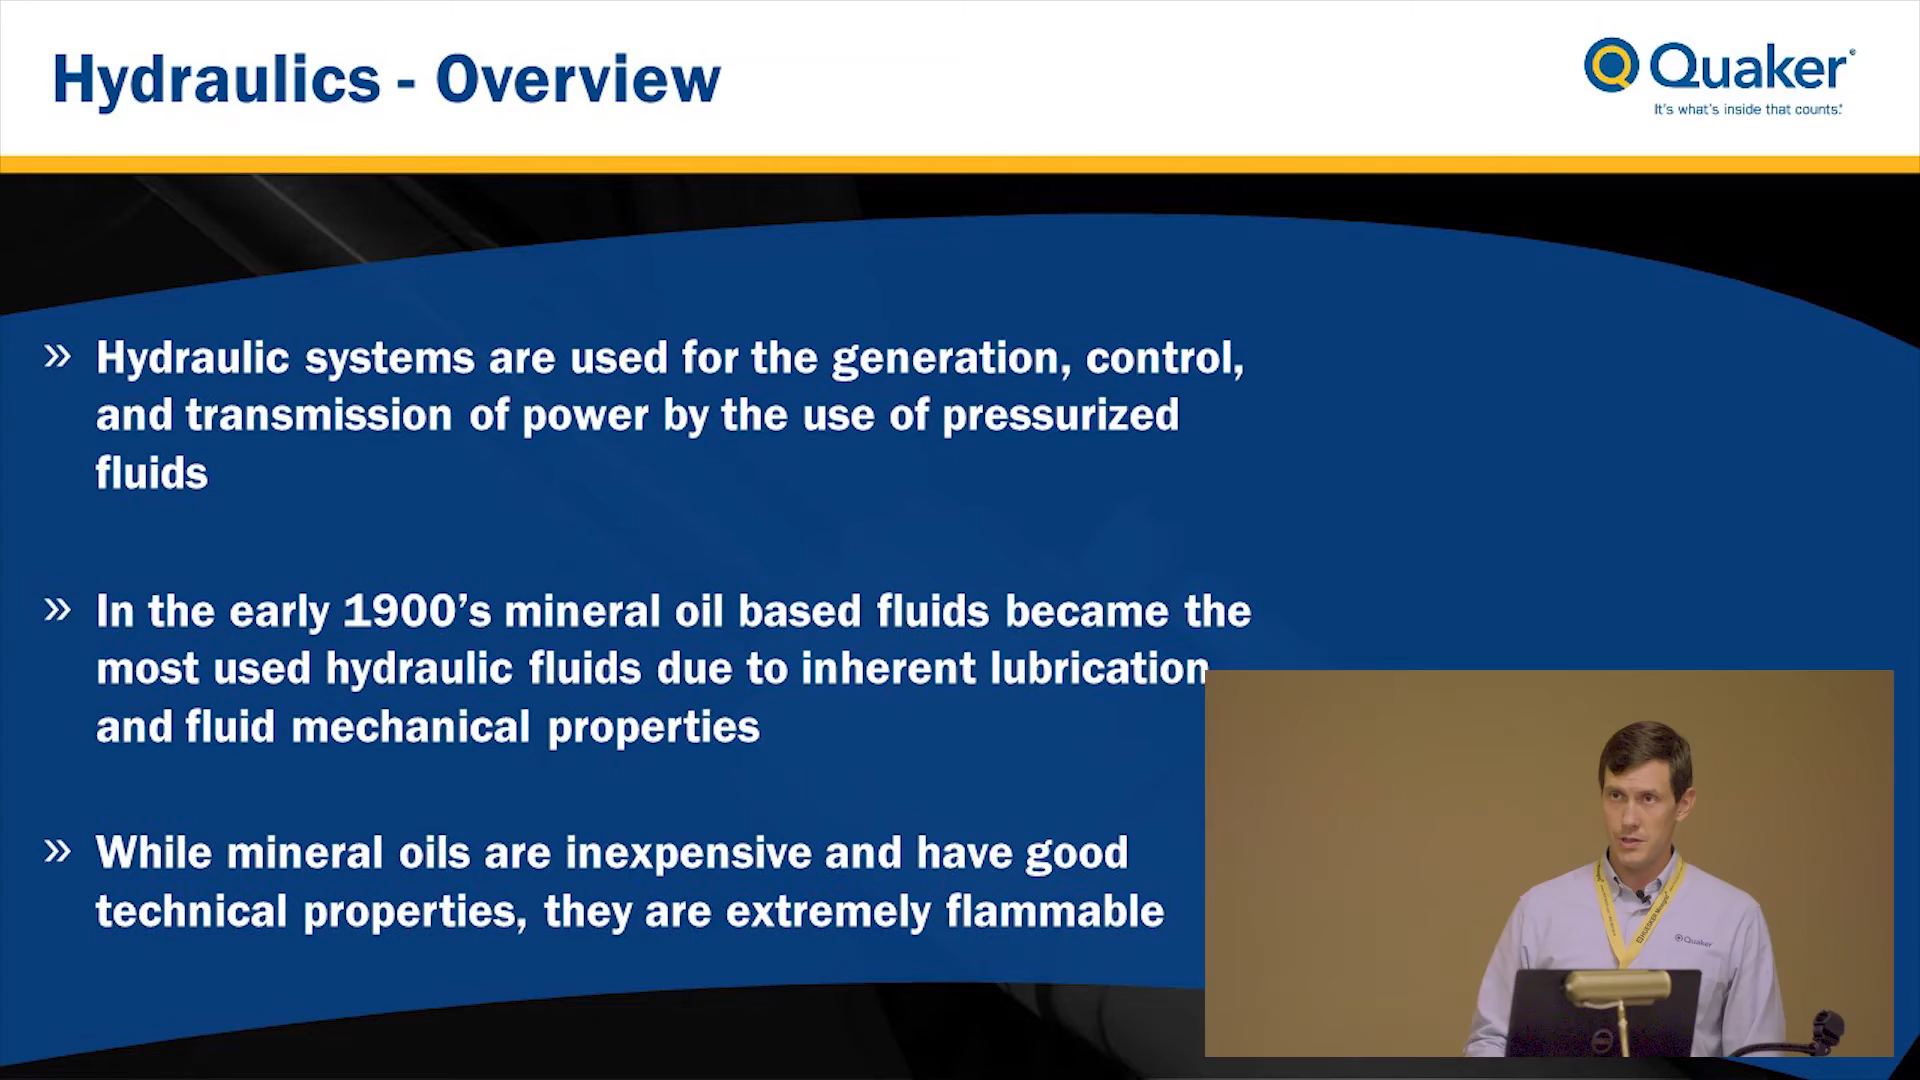 Hydraulics - Overview
Quaker®
It's what's inside that counts.®
» Hydraulic systems are used for the generation, control,
and transmission of power by the use of pressurized
fluids
» In the early 1900’s mineral oil based fluids became the
most used hydraulic fluids due to inherent lubrication
and fluid mechanical properties
» While mineral oils are inexpensive and have good
technical properties, they are extremely flammable
HUESKER
Quaker
DELL